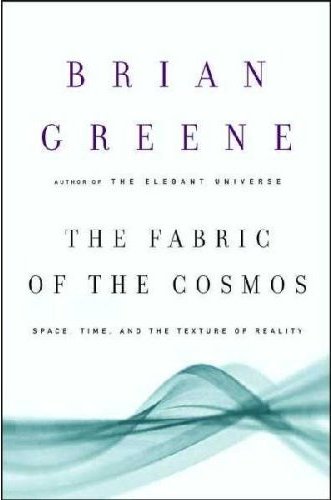 BRIAN
GREENE
AUTHOR OF THE ELEGANT UNIVERSE
THE FABRIC
OF THE COSMOS
SPACE, TIME, AND THE TEXTURE OF REALITY